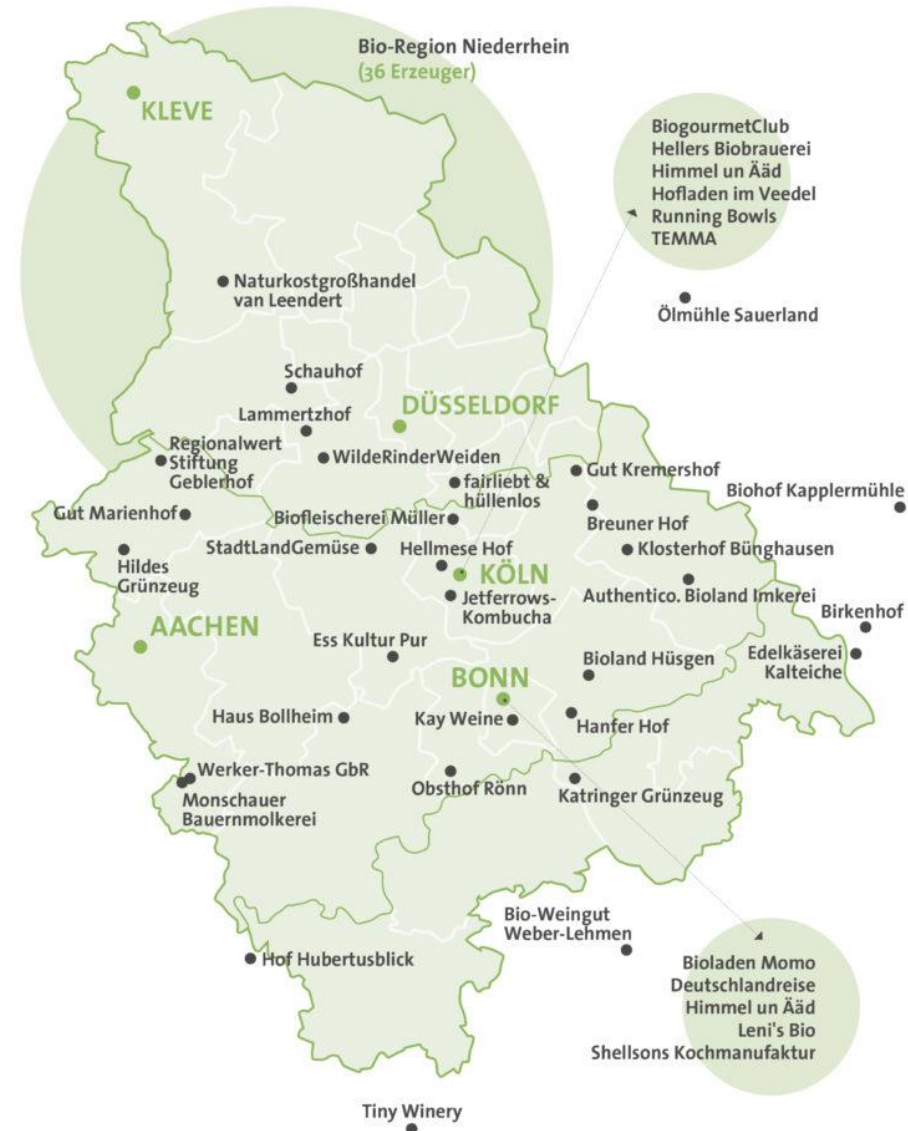 Bio-Region Niederrhein
(36 Erzeuger)
KLEVE
BiogourmetClub
Hellers Biobrauerei
Himmel un Ääd
Hofladen im Veedel
Running Bowls
TEMMA
Naturkostgroßhandel
van Leendert
Ölmühle Sauerland
Schauhof
DÜSSELDORF
Lammertzhof
Regionalwert
Stiftung
Geblerhof
WildeRinderWeiden
Gut Kremershof
fairliebt &
hüllenlos
Biohof Kapplermühle
Gut Marienhof
Biofleischerei Müller
Breuner Hof
StadtLandGemüse
Hellmese Hof
Klosterhof Bünghausen
Hildes
Grünzeug
KÖLN
Jetferrows-
Kombucha
Authentico. Bioland Imkerei
Birkenhof
AACHEN
Ess Kultur Pur
Bioland Hüsgen
Edelkäserei
Kalteiche
BONN
Haus Bollheim
Kay Weine
Hanfer Hof
Werker-Thomas GbR
Monschauer
Bauernmolkerei
Obsthof Rönn
Katringer Grünzeug
Bio-Weingut
Weber-Lehmen
Hof Hubertusblick
Bioladen Momo
Deutschlandreise
Himmel un Ääd
Leni's Bio
Shellsons Kochmanufaktur
Tiny Winery